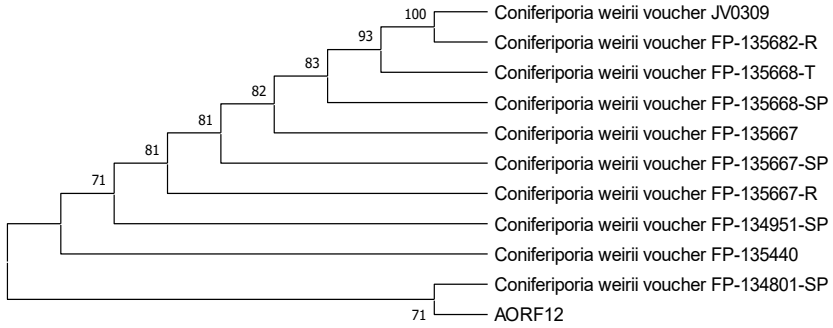 100
Coniferiporia weirii voucher JV0309
93
Coniferiporia weirii voucher FP-135682-R
83
Coniferiporia weirii voucher FP-135668-T
82
Coniferiporia weirii voucher FP-135668-SP
81
Coniferiporia weirii voucher FP-135667
81
Coniferiporia weirii voucher FP-135667-SP
71
Coniferiporia weirii voucher FP-135667-R
Coniferiporia weirii voucher FP-134951-SP
Coniferiporia weirii voucher FP-135440
Coniferiporia weirii voucher FP-134801-SP
71
AORF12